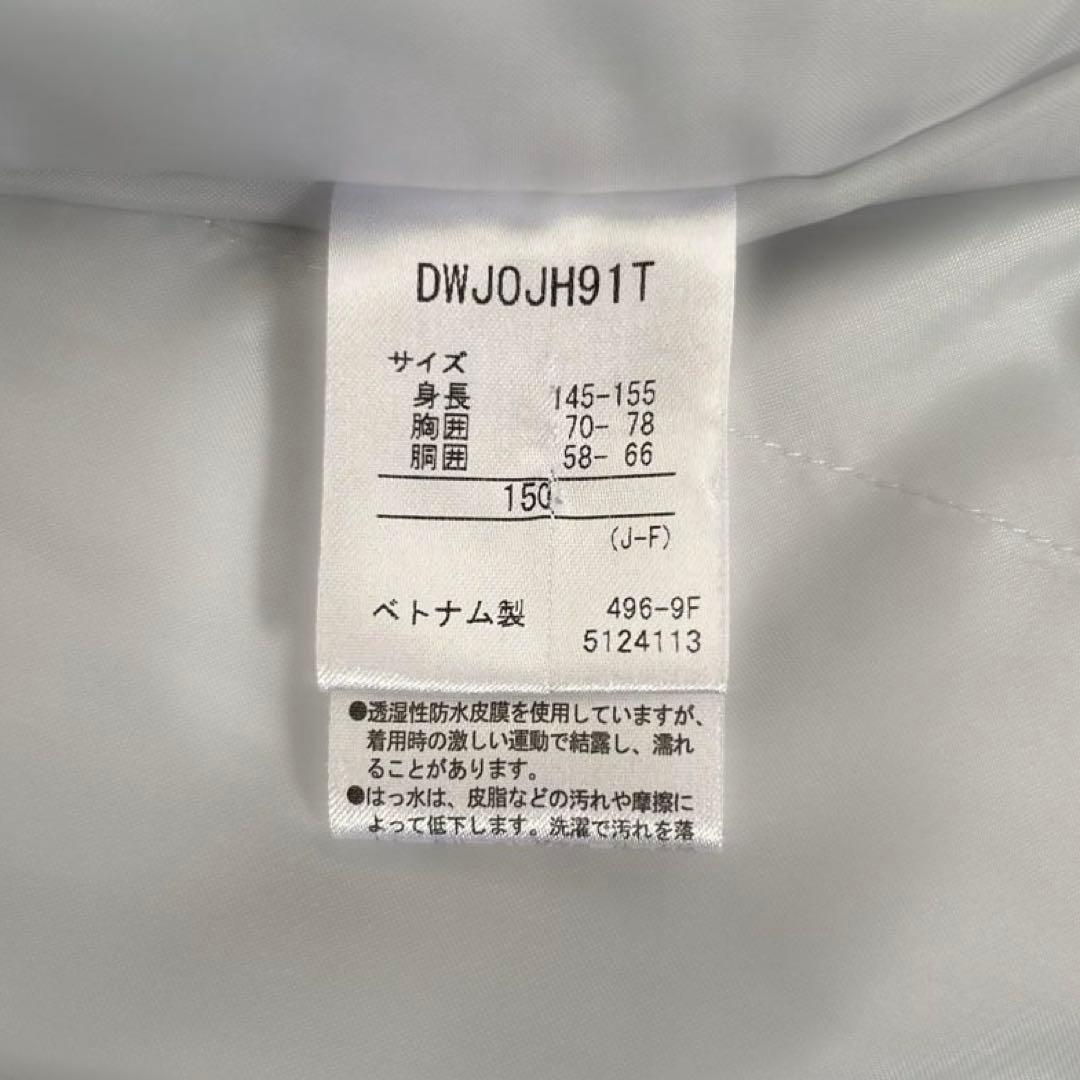 DWJOJH91T
サイズ
身長 145-155
胸囲 70- 78
胴囲 58- 66
150
(J-F)
ベトナム製 496-9F
5124113
●透湿性防水皮膜を使用していますが、
着用時の激しい運動で結露し、濡れ
ることがあります。
●はっ水は、皮脂などの汚れや摩擦に
よって低下します。洗濯で汚れを落